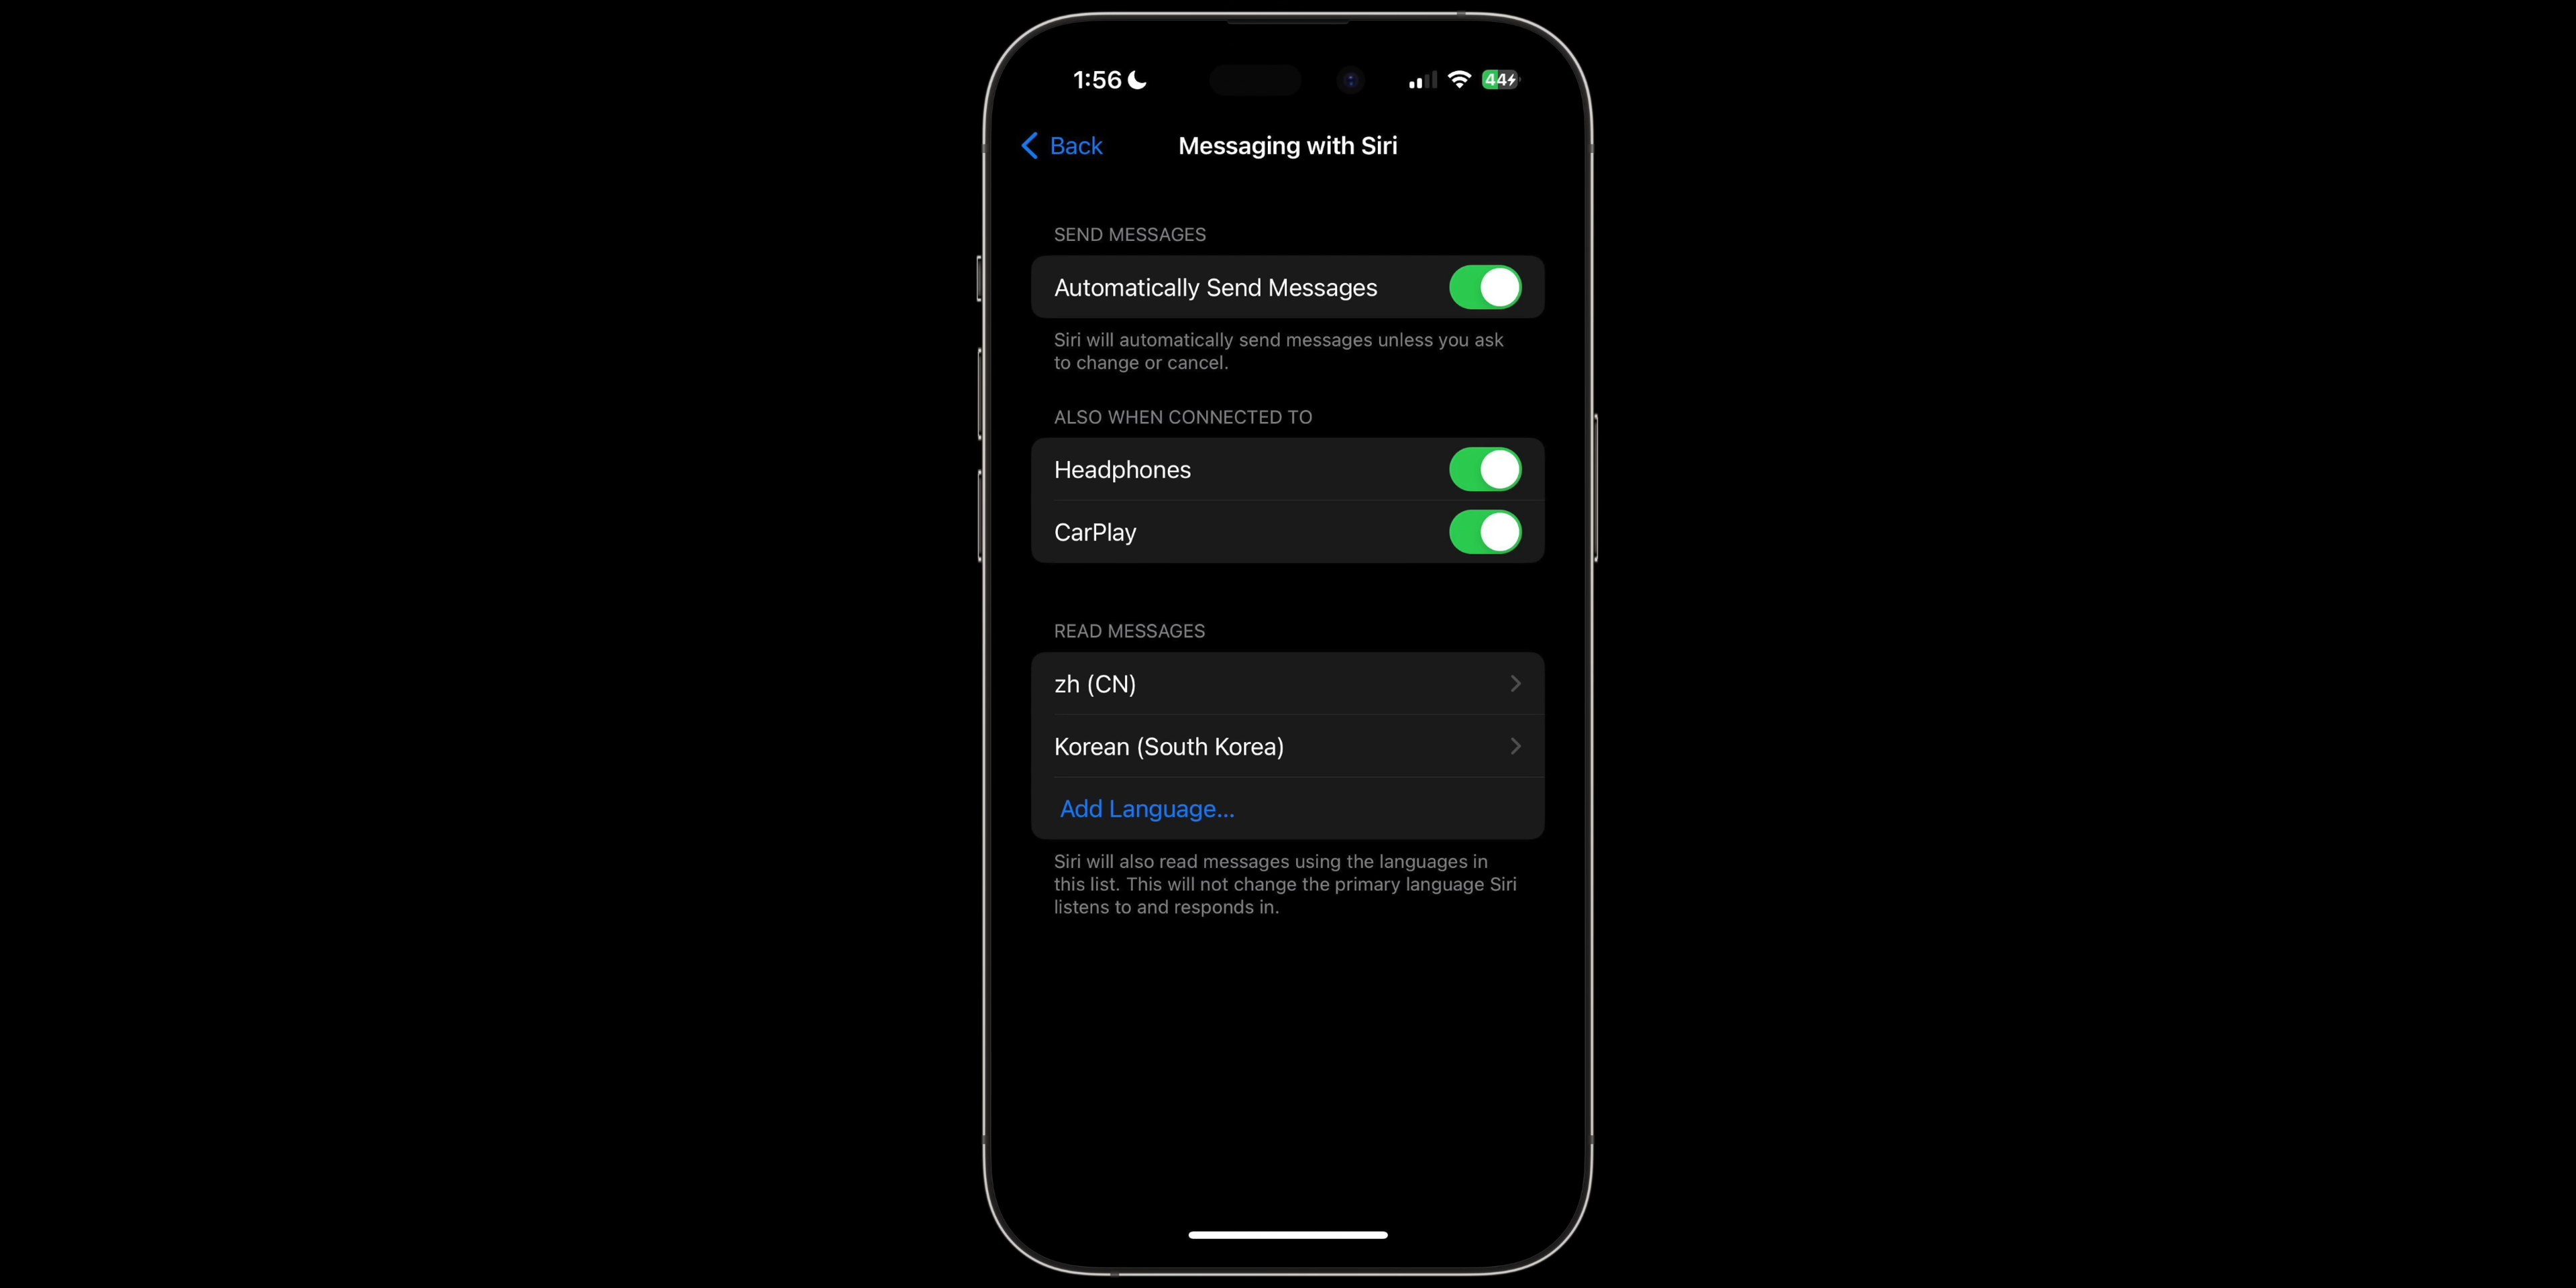 1:56
44
Back
Messaging with Siri
SEND MESSAGES
Automatically Send Messages
Siri will automatically send messages unless you ask
to change or cancel.
ALSO WHEN CONNECTED TO
Headphones
CarPlay
READ MESSAGES
zh (CN)
Korean (South Korea)
Add Language...
Siri will also read messages using the languages in
this list. This will not change the primary language Siri
listens to and responds in.